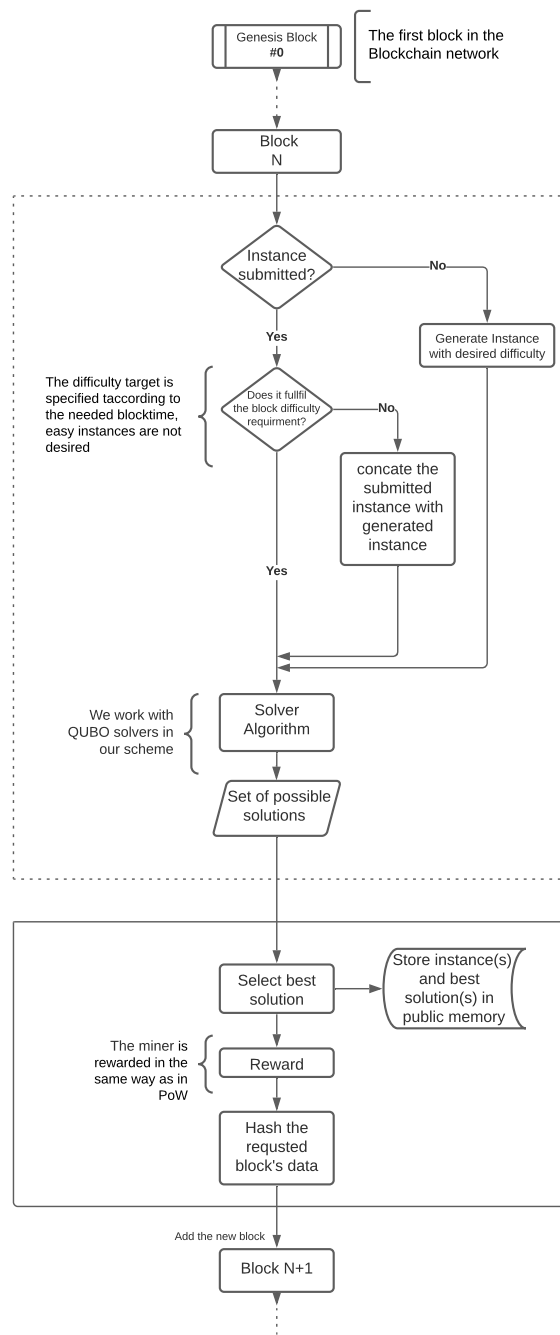 Genesis Block
#0
The first block in the
Blockchain network
Block
N
Instance
submitted?
No
Yes
Generate Instance
with desired difficulty
The difficulty target is
specified taccording to
the needed blocktime,
easy instances are not
desired
Does it fullfil
the block difficulty
requirment?
No
concate the
submitted
instance with
generated
instance
Yes
Solver
Algorithm
We work with
QUBO solvers in
our scheme
Set of possible
solutions
Select best
solution
Store instance(s)
and best
solution(s) in
public memory
The miner is
rewarded in the
same way as in
PoW
Reward
Hash the
requsted
block's data
Add the new block
Block N+1